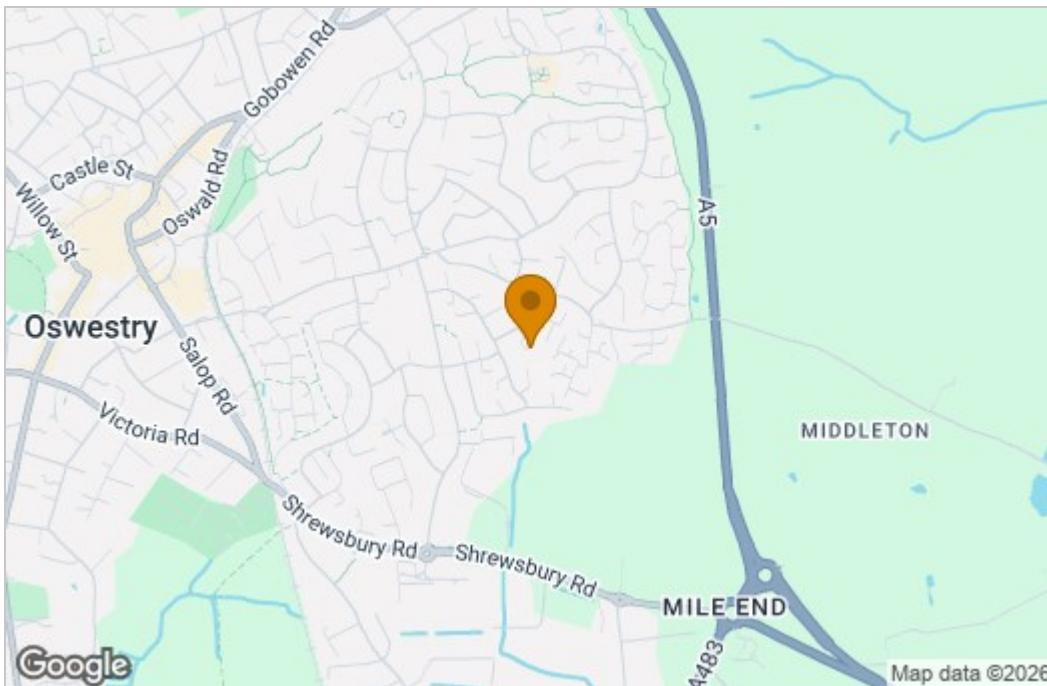 Gobowen Rd
Castle St
Oswald Rd
Willow St
A5
Oswestry
Salop Rd
Victoria Rd
MIDDLETON
Shrewsbury Rd
Shrewsbury Rd
MILE END
A483
Google
Map data ©2026